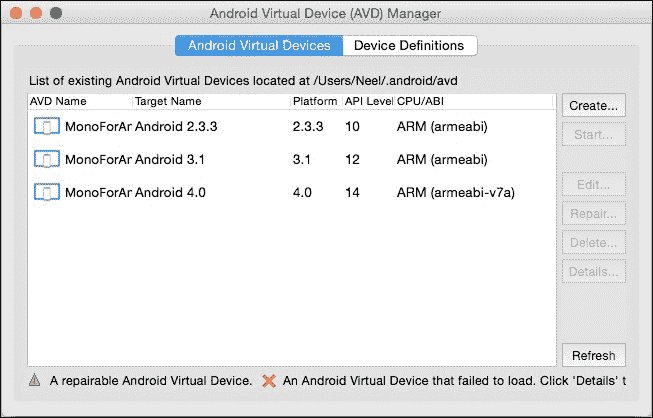 Android Virtual Device (AVD) Manager
Android Virtual Devices Device Definitions
List of existing Android Virtual Devices located at /Users/Neel/.android/avd
AVD Name Target Name Platform API Level CPU/ABI Create...
MonoForAr Android 2.3.3 2.3.3 10 ARM (armeabi) Start...
MonoForAr Android 3.1 3.1 12 ARM (armeabi)
Edit...
MonoForAr Android 4.0 4.0 14 ARM (armeabi-v7a)
Repair...
Delete...
Details...
Refresh
A repairable Android Virtual Device. An Android Virtual Device that failed to load. Click 'Details' t